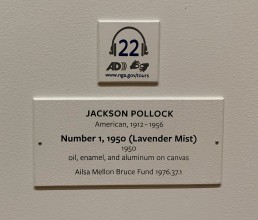 22
AD))
www.nga.gov/tours
JACKSON POLLOCK
American, 1912–1956
Number 1, 1950 (Lavender Mist)
1950
oil, enamel, and aluminum on canvas
Ailsa Mellon Bruce Fund 1976.37.1